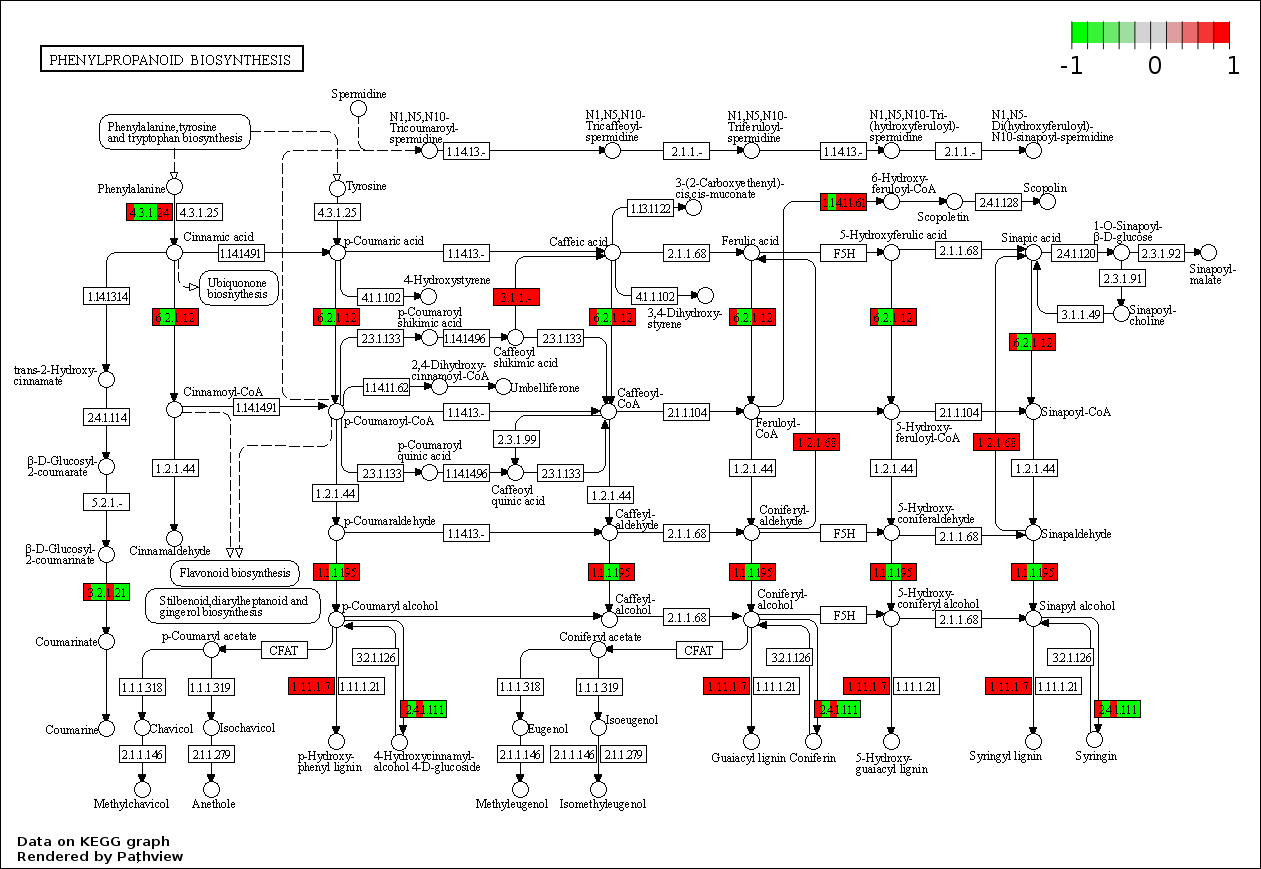 PHENYLPROPANOID BIOSYNTHESIS
-1
0
1
Spermidine
Phenylalanine,tyrosine
and tryptophan biosynthesis
N1,N5,N10-
Tricoumaroyl-
spermidine
1.14.13.-
N1,N5,N10-
Tricaffeoyl-
spermidine
2.1.1.-
N1,N5,N10-
Triferuloyl-
spermidine
1.14.13.-
N1,N5,N10-Tri-
(hydroxyferuloyl)-
spermidine
2.1.1.-
N1,N5-
Di(hydroxyferuloyl)-
N10-sinapoyl-spermidine
Phenylalanine
Tyrosine
3-(2-Carboxyethenyl)-
cis,cis-muconate
6-Hydroxy-
feruloyl-CoA
Scopolin
4.3.1.24
4.3.1.25
4.3.1.25
1.13.11.22
1.14.11.61
Scopoletin
2.4.1.128
Cinnamic acid
1.14.14.91
p-Coumaric acid
1.14.13.-
Caffeic acid
2.1.1.68
Ferulic acid
F5H
5-Hydroxyferulic acid
2.1.1.68
Sinapic acid
2.4.1.120
1-O-Sinapoyl-
β-D-glucose
2.3.1.92
Sinapoyl-
malate
Ubiquonone
biosnythesis
2.3.1.91
1.14.13.14
4-Hydroxystyrene
4.1.1.102
3.1.1.-
4.1.1.102
3,4-Dihydroxy-
styrene
3.1.1.49
Sinapoyl-
choline
6.2.1.12
6.2.1.12
6.2.1.12
6.2.1.12
6.2.1.12
6.2.1.12
p-Coumaroyl
shikimic acid
2.3.1.133
1.14.14.96
2.3.1.133
Caffeoyl
shikimic acid
trans-2-Hydroxy-
cinnamate
2,4-Dihydroxy-
cinnamoyl-CoA
1.14.11.62
Umbelliferone
Cinnamoyl-CoA
1.14.14.91
p-Coumaroyl-CoA
1.14.13.-
Caffeoyl-
CoA
2.1.1.104
Feruloyl-
CoA
5-Hydroxy-
feruloyl-CoA
2.1.1.104
Sinapoyl-CoA
2.4.1.114
2.3.1.99
1.2.1.68
1.2.1.68
β-D-Glucosyl-
2-coumarate
1.2.1.44
p-Coumaroyl
quinic acid
2.3.1.133
1.14.14.96
2.3.1.133
Caffeoyl
quinic acid
1.2.1.44
1.2.1.44
1.2.1.44
1.2.1.44
1.2.1.44
5.2.1.-
p-Coumaraldehyde
1.14.13.-
Caffeyl-
aldehyde
2.1.1.68
Coniferyl-
aldehyde
F5H
5-Hydroxy-
coniferaldehyde
2.1.1.68
Sinapaldehyde
β-D-Glucosyl-
2-coumarinate
Cinnamaldehyde
Flavonoid biosynthesis
1.1.1.195
1.1.1.195
1.1.1.195
1.1.1.195
1.1.1.195
3.2.1.21
Stilbenoid,diarylheptanoid and
gingerol biosynthesis
p-Coumaryl alcohol
Caffeyl-
alcohol
2.1.1.68
Coniferyl-
alcohol
F5H
5-Hydroxy-
coniferyl alcohol
2.1.1.68
Sinapyl alcohol
Coumarinate
p-Coumaryl acetate
CFAT
3.2.1.126
Coniferyl acetate
CFAT
3.2.1.126
3.2.1.126
1.1.1.318
1.1.1.319
1.11.1.7
1.11.1.21
1.1.1.318
1.1.1.319
1.11.1.7
1.11.1.21
1.11.1.7
1.11.1.21
1.11.1.7
1.11.1.21
2.4.1.111
2.4.1.111
2.4.1.111
Coumarine
Chavicol
Isochavicol
Eugenol
Isoeugenol
2.1.1.146
2.1.1.279
2.1.1.146
2.1.1.146
2.1.1.279
p-Hydroxy-
phenyl lignin
4-Hydroxycinnamyl-
alcohol 4-D-glucoside
Guaiacyl lignin
Coniferin
5-Hydroxy-
guaiacyl lignin
Syringyl lignin
Syringin
Methylchavicol
Anethole
Methyleugenol
Isomethyleugenol
Data on KEGG graph
Rendered by Pathview